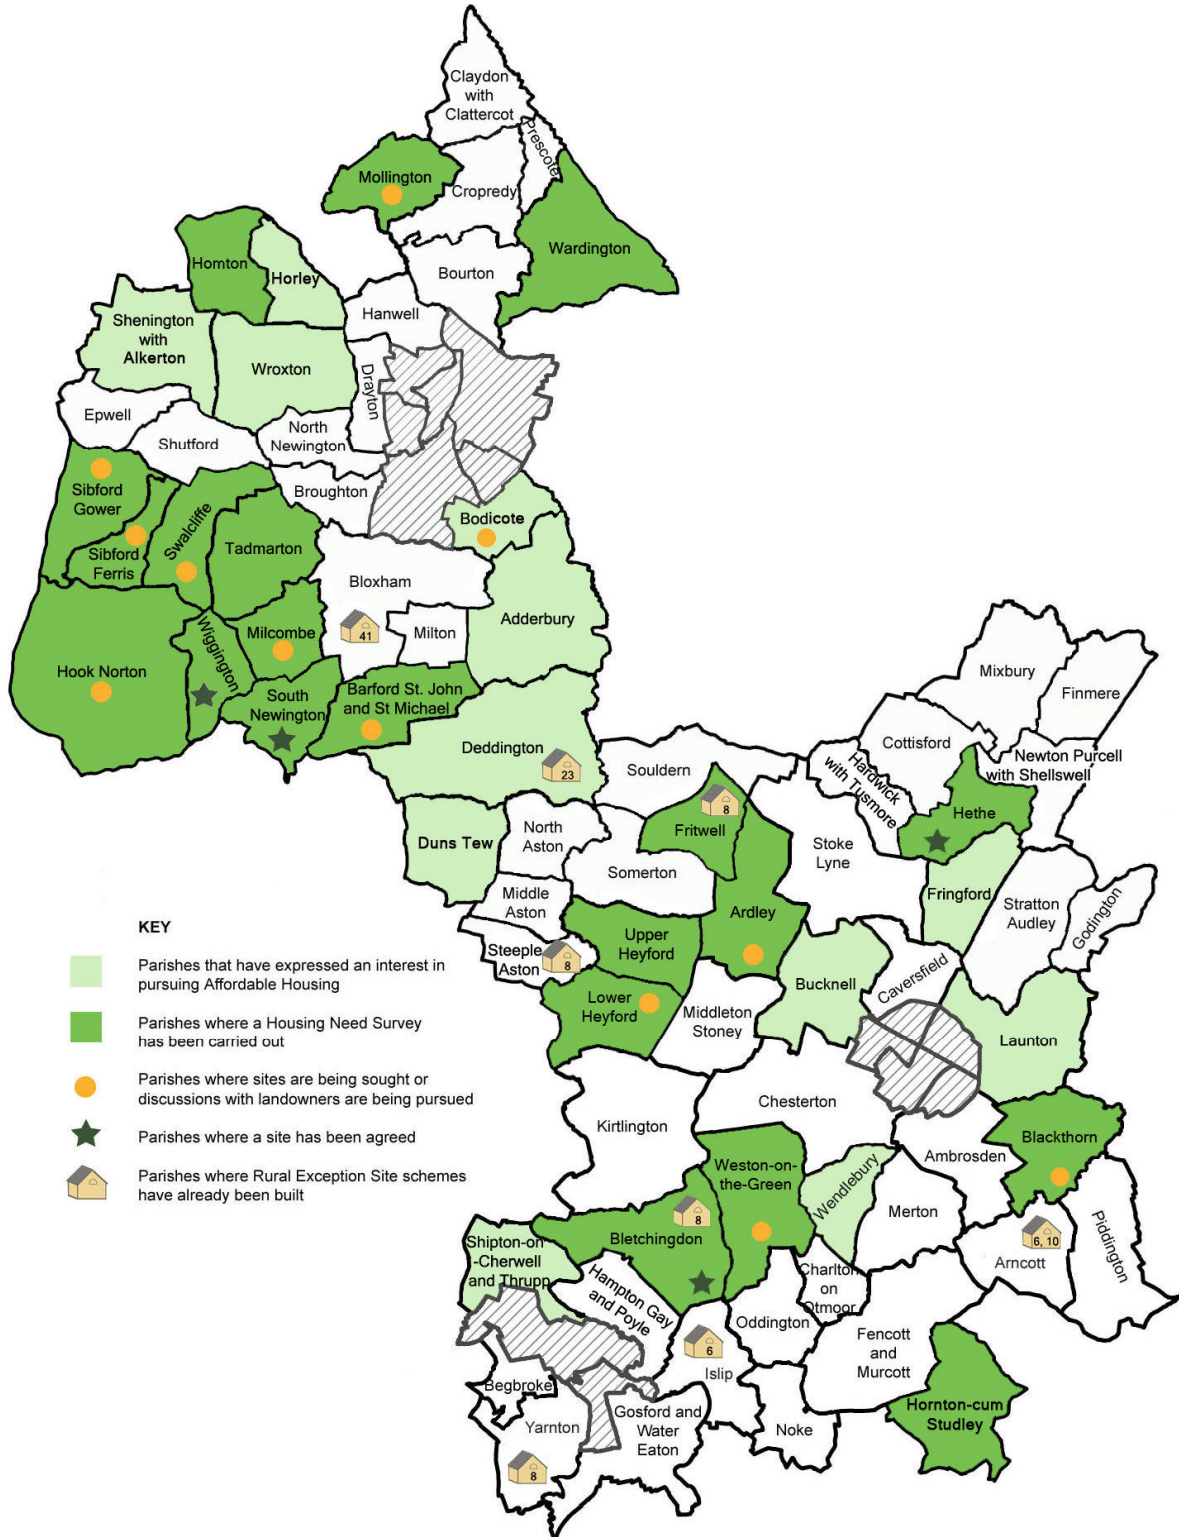 Claydon
with
Clattercot
Prescote
Mollington
Cropredy
Wardington
Homton
Horley
Bourton
Hanwell
Shenington
with
Alkerton
Wroxton
Drayton
Epwell
North
Newington
Shutford
Broughton
Sibford
Gower
Swalcliffe
Bodicote
Sibford
Ferris
Tadmarton
Bloxham
41
Milton
Adderbury
Wiggington
Milcombe
Hook Norton
South
Newington
Barford St. John
and St Michael
Deddington
23
Mixbury
Finmere
Cottisford
Newton Purcell
with Shellswell
Hardwick
with Tusmore
Souldern
8
Fritwell
Hethe
Duns Tew
North
Aston
Stoke
Lyne
Somerton
Fringford
Middle
Aston
Ardley
Stratton
Audley
Godington
Steeple
Aston
8
Upper
Heyford
Bucknell
Caversfield
Lower
Heyford
Middleton
Stoney
Launton
Chesterton
Kirtlington
Blackthorn
Ambrosden
Weston-on-
the-Green
Wendlebury
Merton
Piddington
8
Bletchingdon
6, 10
Arncott
Shipton-on
-Cherwell
and Thrupp
Hampton Gay
and Poyle
Charlton
on
Otmoor
Oddington
6
Islip
Fencott
and
Murcott
Begbroke
Hornton-cum
Studley
Yarnton
8
Gosford and
Water
Eaton
Noke
KEY
Parishes that have expressed an interest in
pursuing Affordable Housing
Parishes where a Housing Need Survey
has been carried out
Parishes where sites are being sought or
discussions with landowners are being pursued
Parishes where a site has been agreed
Parishes where Rural Exception Site schemes
have already been built